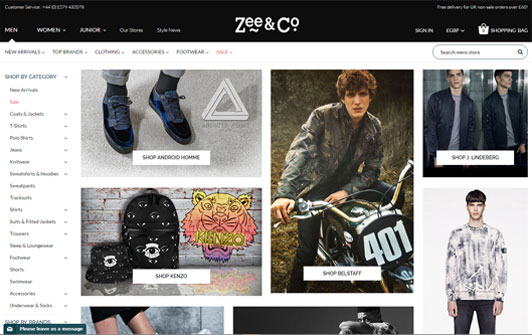 Customer Service: +44 (0)1279 420378
Free delivery for UK non-sale orders over £60
MEN
WOMEN
JUNIOR
Our Stores
Style News
Zee & Co.
SIGN IN
£GBP
0
SHOPPING BAG
NEW ARRIVALS
TOP BRANDS
CLOTHING
ACCESSORIES
FOOTWEAR
SALE
Search mens store
SHOP BY CATEGORY
New Arrivals
Sale
Coats & Jackets
T-Shirts
Polo Shirts
Jeans
Knitwear
Sweatshirts & Hoodies
Sweatpants
Tracksuits
Shirts
Suits & Fitted Jackets
Trousers
Sleep & Loungewear
Footwear
Shorts
Swimwear
Accessories
Underwear & Socks
SHOP BY BRANDS
Please leave us a message
SHOP ANDROID HOMME
KENZO
SHOP KENZO
401
SHOP BELSTAFF
SHOP J. LINDEBERG